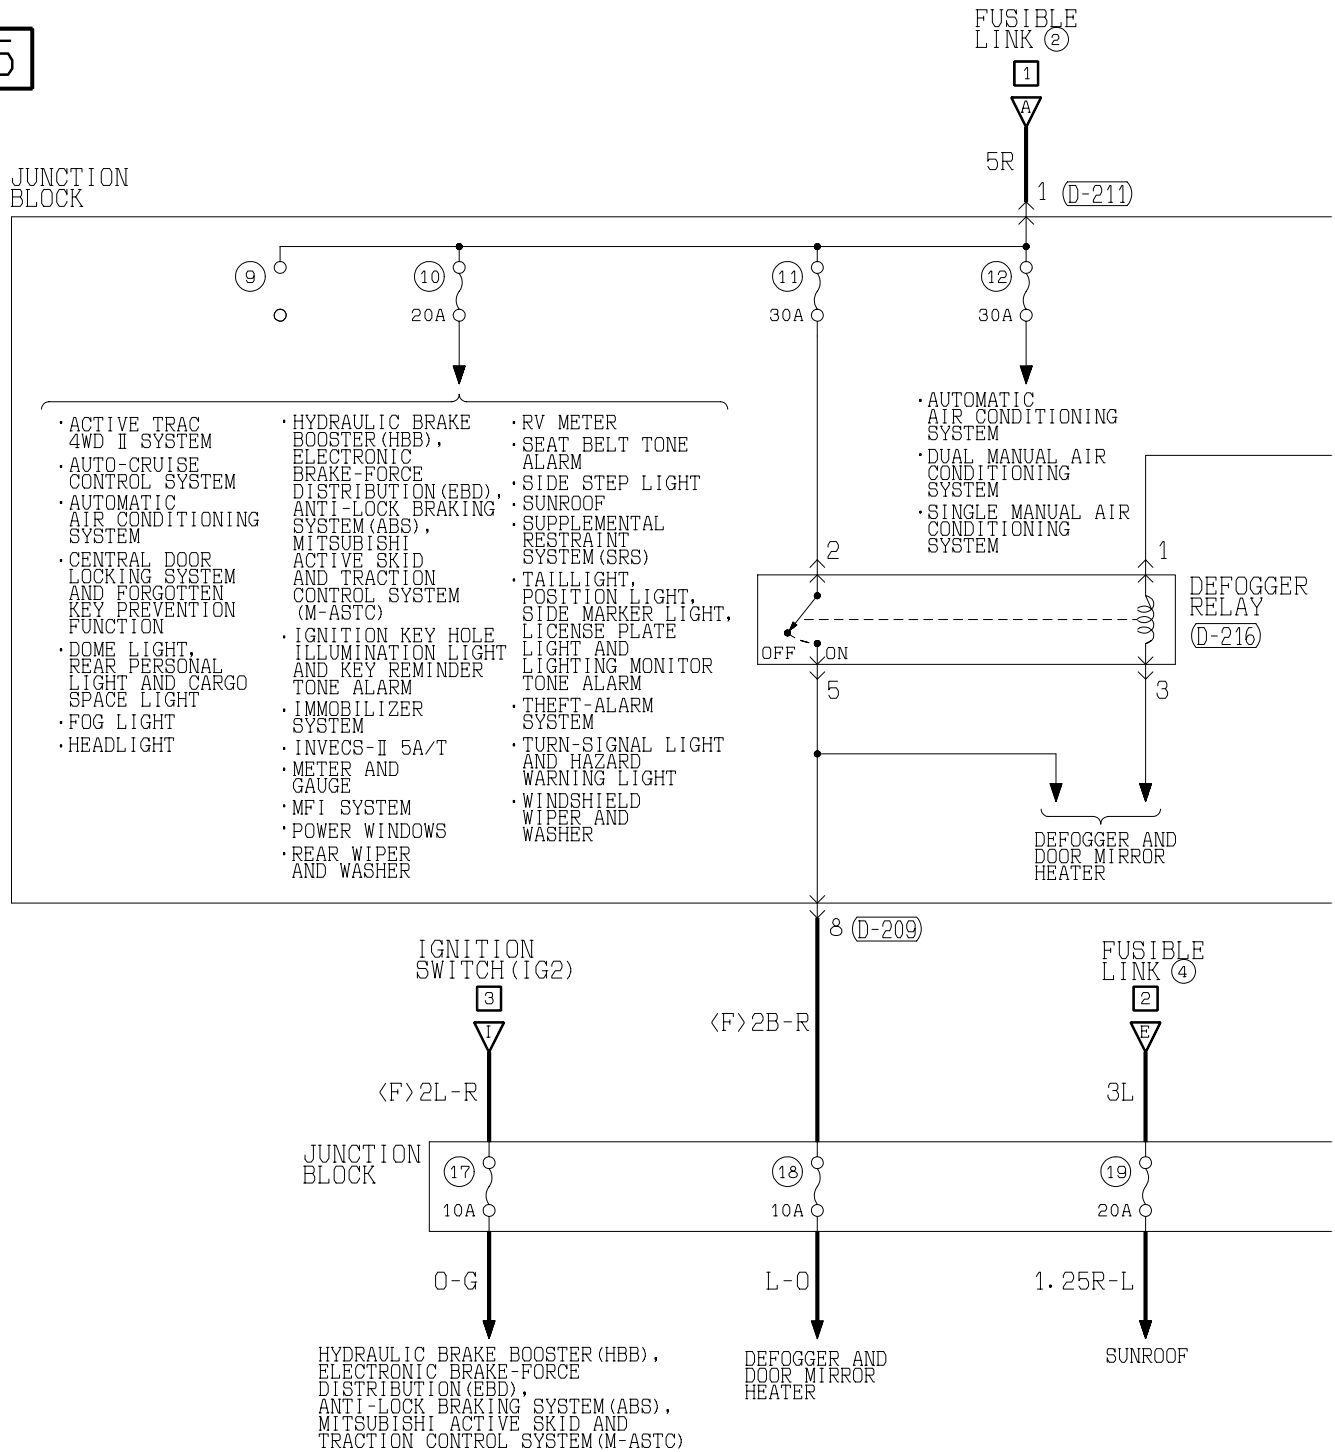 5
FUSIBLE
LINK ②
1
A
5R
1 (D-211)
JUNCTION
BLOCK
9
10
11
12
20A
30A
30A
·ACTIVE TRAC
4WD Ⅱ SYSTEM
·AUTO-CRUISE
CONTROL SYSTEM
·AUTOMATIC
AIR CONDITIONING
SYSTEM
·CENTRAL DOOR
LOCKING SYSTEM
AND FORGOTTEN
KEY PREVENTION
FUNCTION
·DOME LIGHT,
REAR PERSONAL
LIGHT AND CARGO
SPACE LIGHT
·FOG LIGHT
·HEADLIGHT
·HYDRAULIC BRAKE
BOOSTER(HBB),
ELECTRONIC
BRAKE-FORCE
DISTRIBUTION(EBD),
ANTI-LOCK BRAKING
SYSTEM(ABS),
MITSUBISHI
ACTIVE SKID
AND TRACTION
CONTROL SYSTEM
(M-ASTC)
·IGNITION KEY HOLE
ILLUMINATION LIGHT
AND KEY REMINDER
TONE ALARM
·IMMOBILIZER
SYSTEM
·INVECS-Ⅱ 5A/T
·METER AND
GAUGE
·MFI SYSTEM
·POWER WINDOWS
·REAR WIPER
AND WASHER
·RV METER
·SEAT BELT TONE
ALARM
·SIDE STEP LIGHT
·SUNROOF
·SUPPLEMENTAL
RESTRAINT
SYSTEM(SRS)
·TAILLIGHT,
POSITION LIGHT,
SIDE MARKER LIGHT,
LICENSE PLATE
LIGHT AND
LIGHTING MONITOR
TONE ALARM
·THEFT-ALARM
SYSTEM
·TURN-SIGNAL LIGHT
AND HAZARD
WARNING LIGHT
·WINDSHIELD
WIPER AND
WASHER
·AUTOMATIC
AIR CONDITIONING
SYSTEM
·DUAL MANUAL AIR
CONDITIONING
SYSTEM
·SINGLE MANUAL AIR
CONDITIONING
SYSTEM
2
1
DEFOGGER
RELAY
(D-216)
OFF
ON
5
3
DEFOGGER AND
DOOR MIRROR
HEATER
8 (D-209)
IGNITION
SWITCH(IG2)
3
I
<F>2L-R
<F>2B-R
FUSIBLE
LINK ④
2
E
3L
JUNCTION
BLOCK
17
18
19
10A
10A
20A
O-G
L-O
1.25R-L
HYDRAULIC BRAKE BOOSTER(HBB),
ELECTRONIC BRAKE-FORCE
DISTRIBUTION(EBD),
ANTI-LOCK BRAKING SYSTEM(ABS),
MITSUBISHI ACTIVE SKID AND
TRACTION CONTROL SYSTEM(M-ASTC)
DEFOGGER AND
DOOR MIRROR
HEATER
SUNROOF